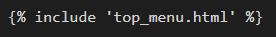 {% include 'top_menu.html' %}